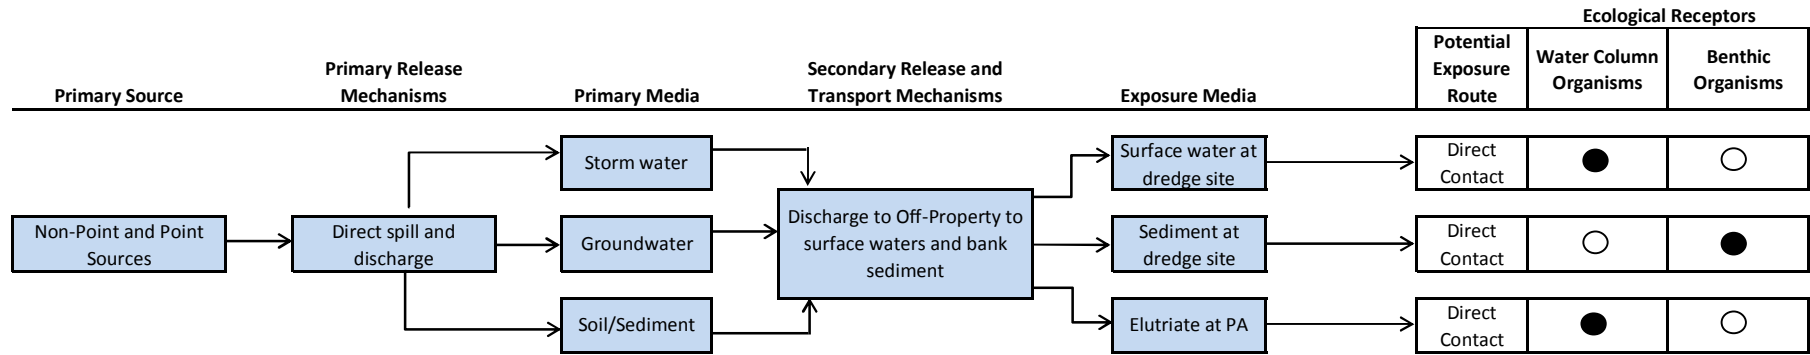 Ecological Receptors
Primary Source
Primary Release
Mechanisms
Primary Media
Secondary Release and
Transport Mechanisms
Exposure Media
Potential
Exposure
Route
Water Column
Organisms
Benthic
Organisms
Non-Point and Point
Sources
Direct spill and
discharge
Storm water
Groundwater
Soil/Sediment
Discharge to Off-Property to
surface waters and bank
sediment
Surface water at
dredge site
Direct
Contact
Sediment at
dredge site
Direct
Contact
Elutriate at PA
Direct
Contact